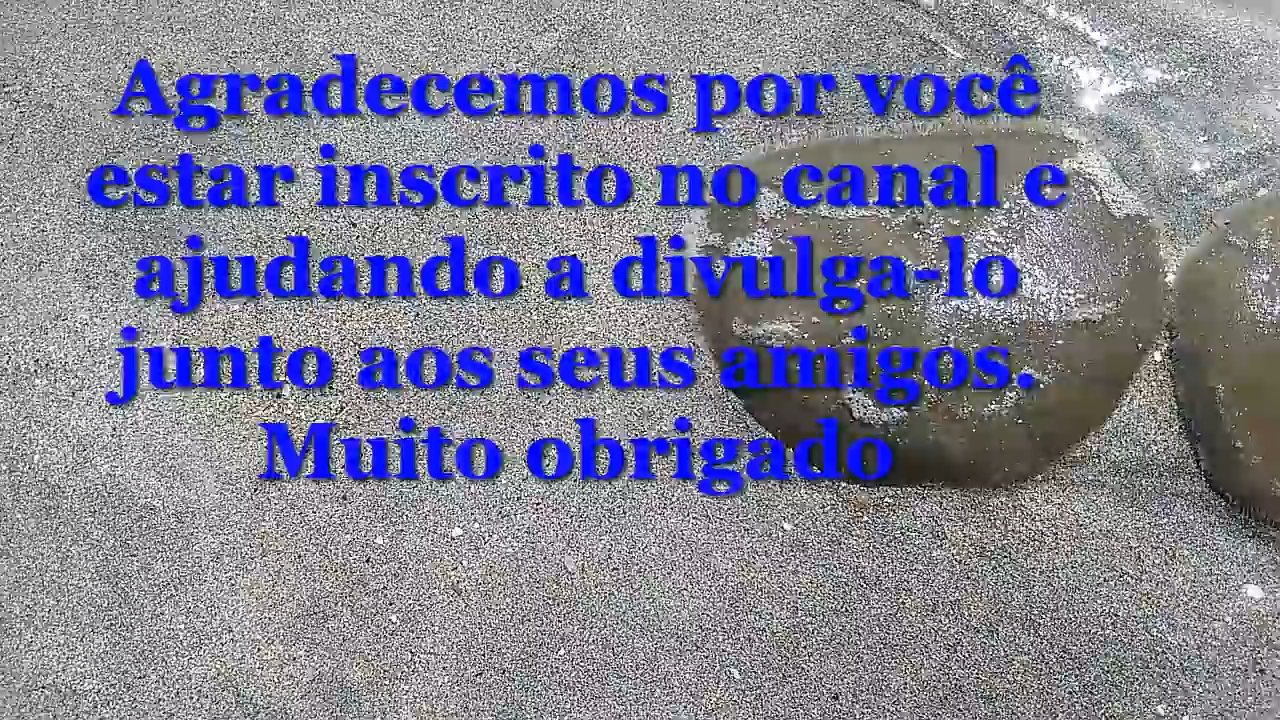 Agradecemos por você
estar inscrito no canal e
ajudando a divulga-lo
junto aos seus amigos.
Muito obrigado